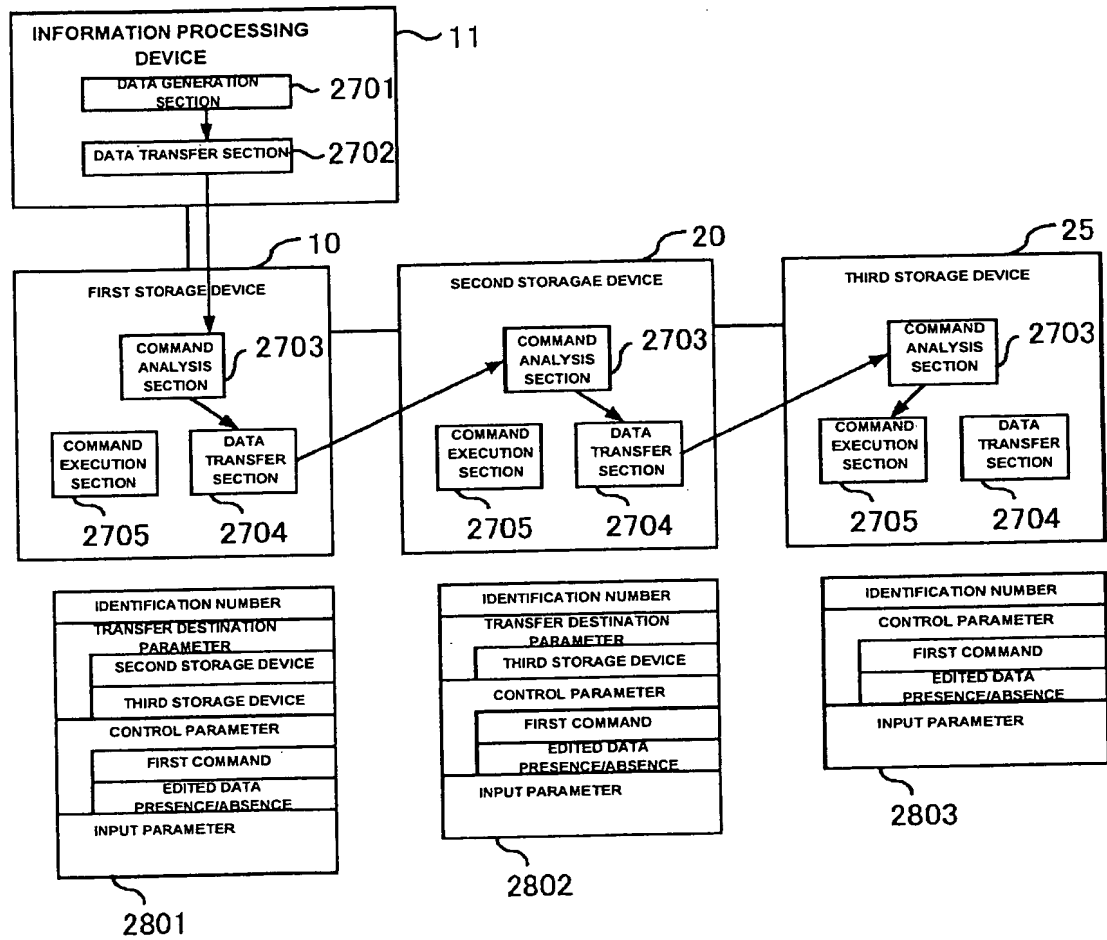 INFORMATION PROCESSING
DEVICE
11
DATA GENERATION
SECTION
2701
DATA TRANSFER SECTION
2702
10
FIRST STORAGE DEVICE
COMMAND
ANALYSIS
SECTION
2703
COMMAND
EXECUTION
SECTION
2705
DATA
TRANSFER
SECTION
2704
20
SECOND STORAGAE DEVICE
COMMAND
ANALYSIS
SECTION
2703
COMMAND
EXECUTION
SECTION
2705
DATA
TRANSFER
SECTION
2704
25
THIRD STORAGE DEVICE
COMMAND
ANALYSIS
SECTION
2703
COMMAND
EXECUTION
SECTION
2705
DATA
TRANSFER
SECTION
2704
IDENTIFICATION NUMBER
TRANSFER DESTINATION
PARAMETER
SECOND STORAGE DEVICE
THIRD STORAGE DEVICE
CONTROL PARAMETER
FIRST COMMAND
EDITED DATA
PRESENCE/ABSENCE
INPUT PARAMETER
2801
IDENTIFICATION NUMBER
TRANSFER DESTINATION
PARAMETER
THIRD STORAGE DEVICE
CONTROL PARAMETER
FIRST COMMAND
EDITED DATA
PRESENCE/ABSENCE
INPUT PARAMETER
2802
IDENTIFICATION NUMBER
CONTROL PARAMETER
FIRST COMMAND
EDITED DATA
PRESENCE/ABSENCE
INPUT PARAMETER
2803